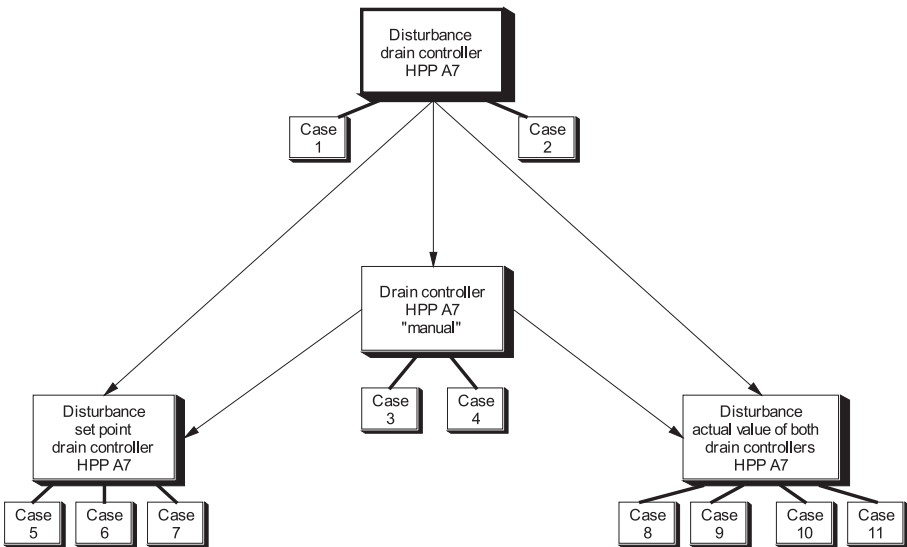 Disturbance
drain controller
HPP A7
Case
1
Case
2
Drain controller
HPP A7
"manual"
Case
3
Case
4
Disturbance
set point
drain controller
HPP A7
Disturbance
actual value of both
drain controllers
HPP A7
Case
5
Case
6
Case
7
Case
8
Case
9
Case
10
Case
11